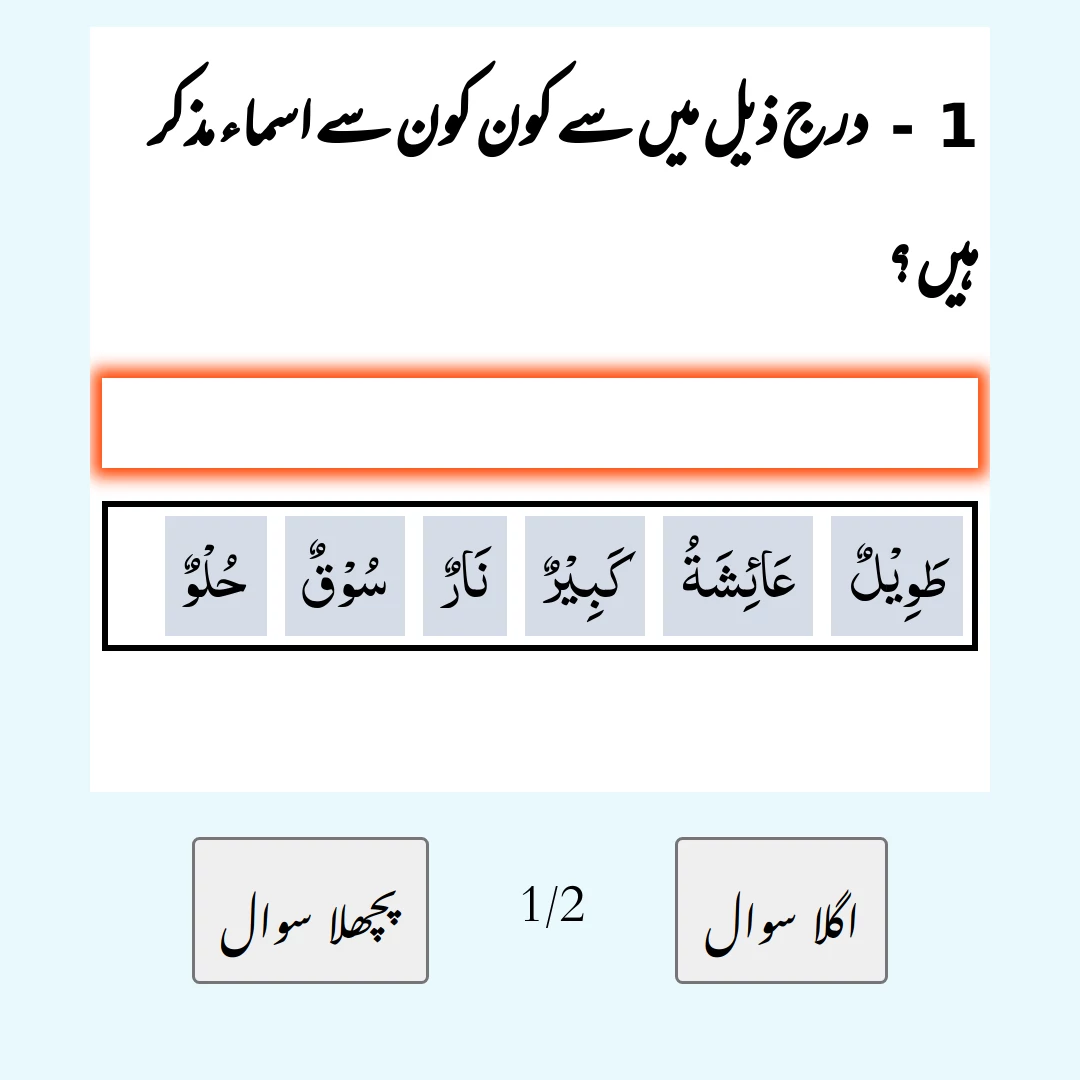 1 - درج ذیل میں سے کون کون سے اسماء مذکر
ہیں ؟
طَوِيْلٌ عَائِشَةُ كَبِيْرٌ نَارٌ سُوْقٌ حُلْوٌ
اگلا سوال 1/2 پچھلا سوال